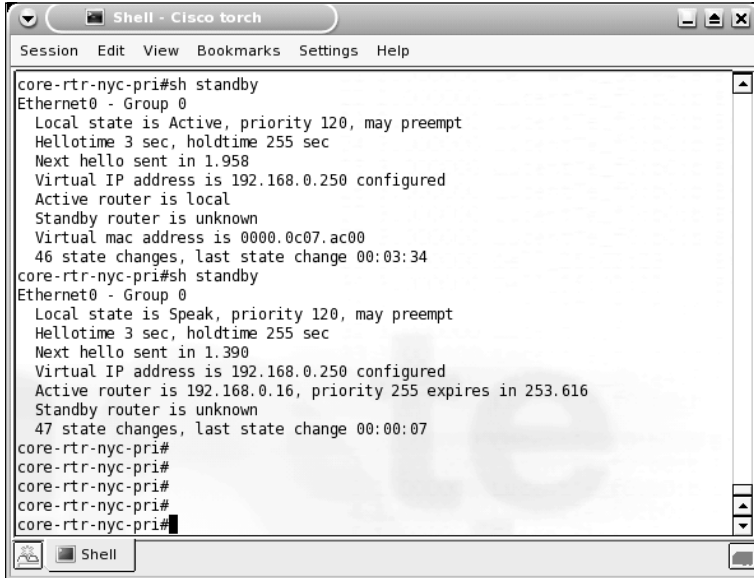 Shell - Cisco torch
Session Edit View Bookmarks Settings Help
core-rtr-nyc-pri#sh standby
Ethernet0 - Group 0
  Local state is Active, priority 120, may preempt
  Hellotime 3 sec, holdtime 255 sec
  Next hello sent in 1.958
  Virtual IP address is 192.168.0.250 configured
  Active router is local
  Standby router is unknown
  Virtual mac address is 0000.0c07.ac00
  46 state changes, last state change 00:03:34
core-rtr-nyc-pri#sh standby
Ethernet0 - Group 0
  Local state is Speak, priority 120, may preempt
  Hellotime 3 sec, holdtime 255 sec
  Next hello sent in 1.390
  Virtual IP address is 192.168.0.250 configured
  Active router is 192.168.0.16, priority 255 expires in 253.616
  Standby router is unknown
  47 state changes, last state change 00:00:07
core-rtr-nyc-pri#
core-rtr-nyc-pri#
core-rtr-nyc-pri#
core-rtr-nyc-pri#
core-rtr-nyc-pri#
Shell